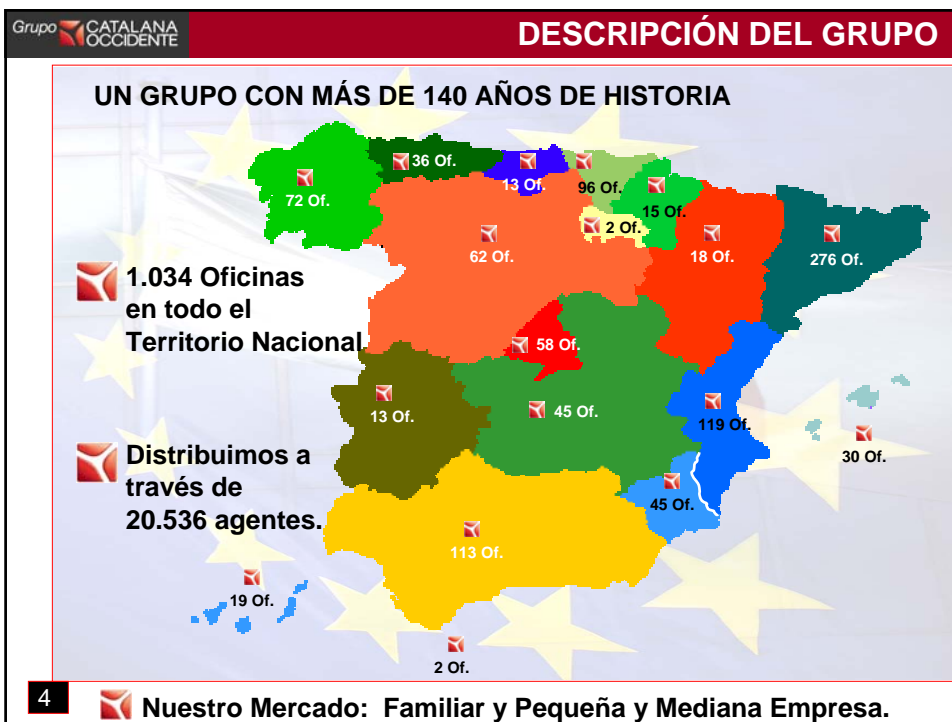 Grupo CATALANA
OCCIDENTE
DESCRIPCIÓN DEL GRUPO
UN GRUPO CON MÁS DE 140 AÑOS DE HISTORIA
36 Of.
13 Of.
96 Of.
72 Of.
15 Of.
2 Of.
62 Of.
18 Of.
276 Of.
1.034 Oficinas
en todo el
Territorio Nacional
58 Of.
13 Of.
45 Of.
119 Of.
30 Of.
Distribuimos a
través de
20.536 agentes.
45 Of.
113 Of.
19 Of.
2 Of.
4
Nuestro Mercado: Familiar y Pequeña y Mediana Empresa.